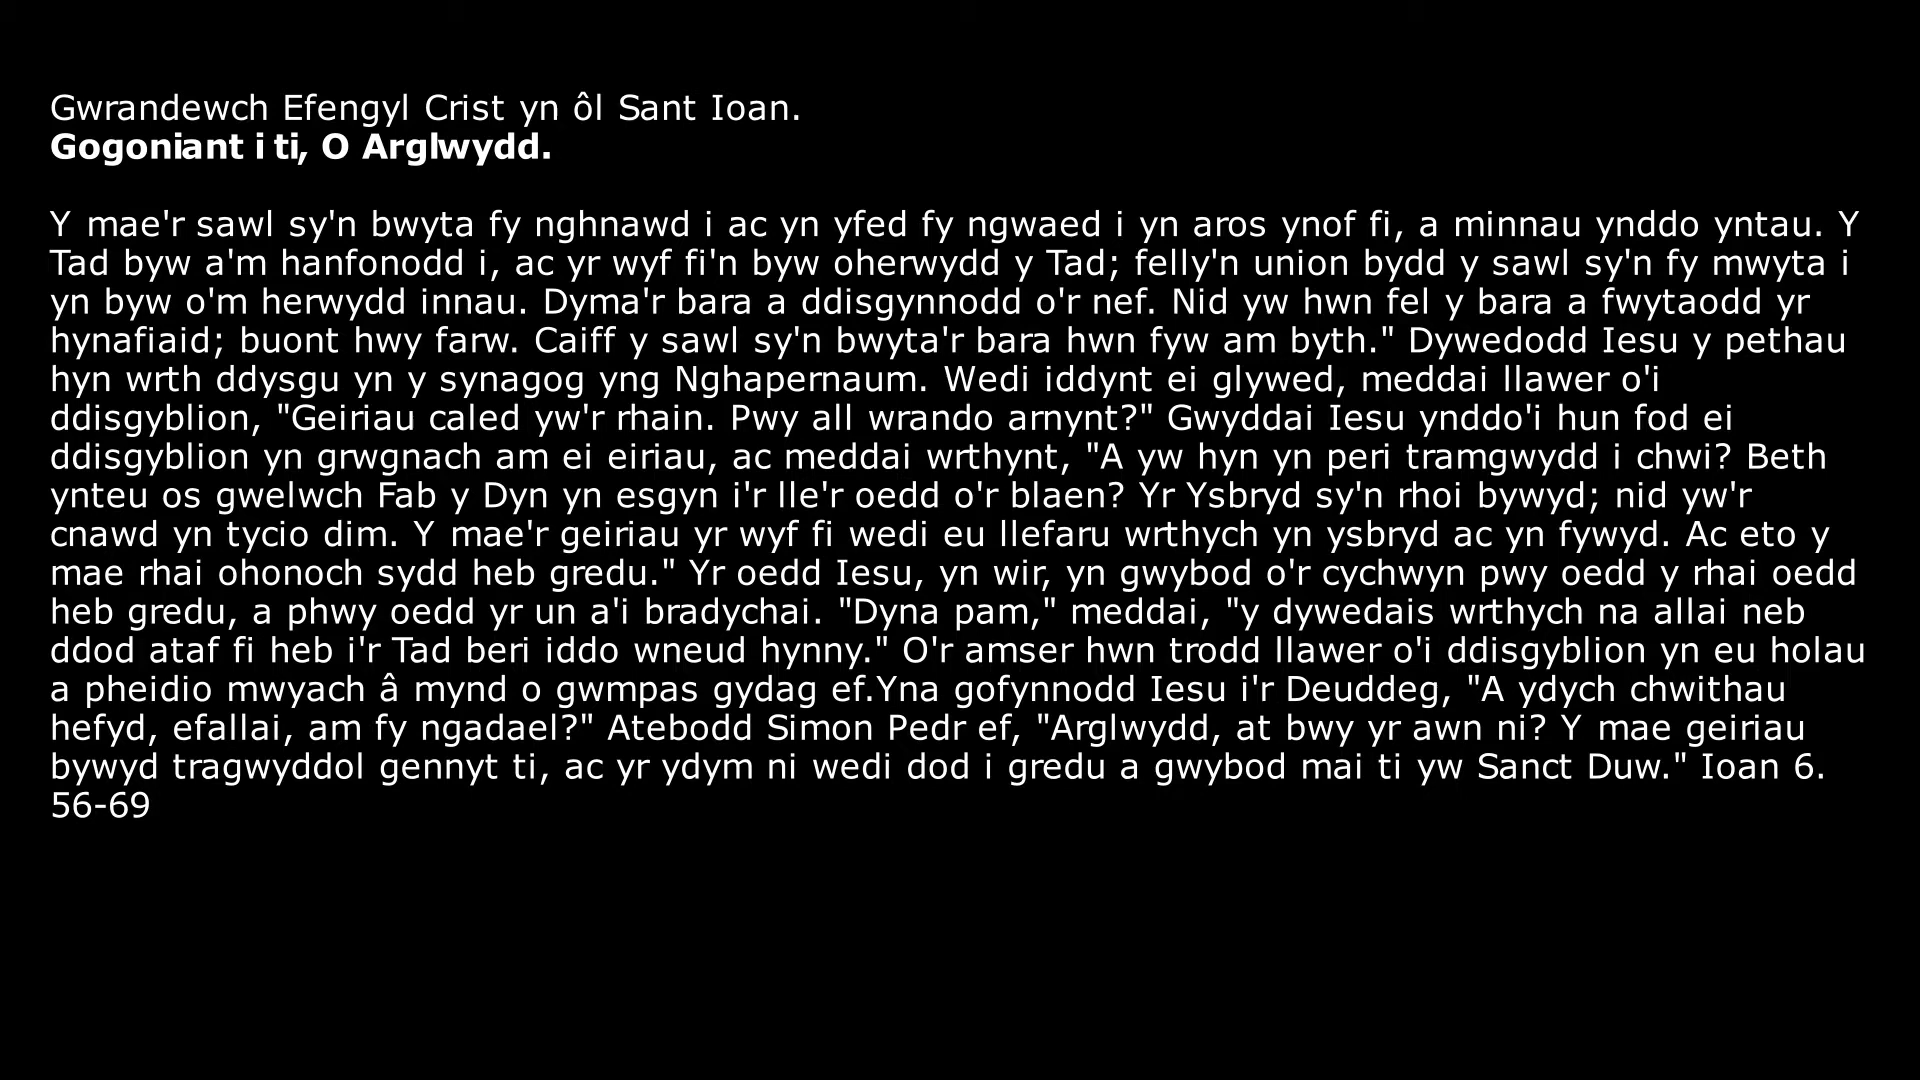 Gwrandewch Efengyl Crist yn ôl Sant Ioan.
Gogoniant i ti, O Arglwydd.
Y mae'r sawl sy'n bwyta fy nghnawd i ac yn yfed fy ngwaed i yn aros ynof fi, a minnau ynddo yntau. Y
Tad byw a'm hanfonodd i, ac yr wyf fi'n byw oherwydd y Tad; felly'n union bydd y sawl sy'n fy mwyta i
yn byw o'm herwydd innau. Dyma'r bara a ddisgynnodd o'r nef. Nid yw hwn fel y bara a fwytaodd yr
hynafiaid; buont hwy farw. Caiff y sawl sy'n bwyta'r bara hwn fyw am byth." Dywedodd Iesu y pethau
hyn wrth ddysgu yn y synagog yng Nghapernaum. Wedi iddynt ei glywed, meddai llawer o'i
ddisgyblion, "Geiriau caled yw'r rhain. Pwy all wrando arnynt?" Gwyddai Iesu ynddo'i hun fod ei
ddisgyblion yn grwgnach am ei eiriau, ac meddai wrthynt, "A yw hyn yn peri tramgwydd i chwi? Beth
ynteu os gwelwch Fab y Dyn yn esgyn i'r lle'r oedd o'r blaen? Yr Ysbryd sy'n rhoi bywyd; nid yw'r
cnawd yn tycio dim. Y mae'r geiriau yr wyf fi wedi eu llefaru wrthych yn ysbryd ac yn fywyd. Ac eto y
mae rhai ohonoch sydd heb gredu." Yr oedd Iesu, yn wir, yn gwybod o'r cychwyn pwy oedd y rhai oedd
heb gredu, a phwy oedd yr un a'i bradychai. "Dyna pam," meddai, "y dywedais wrthych na allai neb
ddod ataf fi heb i'r Tad beri iddo wneud hynny." O'r amser hwn trodd llawer o'i ddisgyblion yn eu holau
a pheidio mwyach â mynd o gwmpas gydag ef.Yna gofynnodd Iesu i'r Deuddeg, "A ydych chwithau
hefyd, efallai, am fy ngadael?" Atebodd Simon Pedr ef, "Arglwydd, at bwy yr awn ni? Y mae geiriau
bywyd tragwyddol gennyt ti, ac yr ydym ni wedi dod i gredu a gwybod mai ti yw Sanct Duw." Ioan 6.
56-69